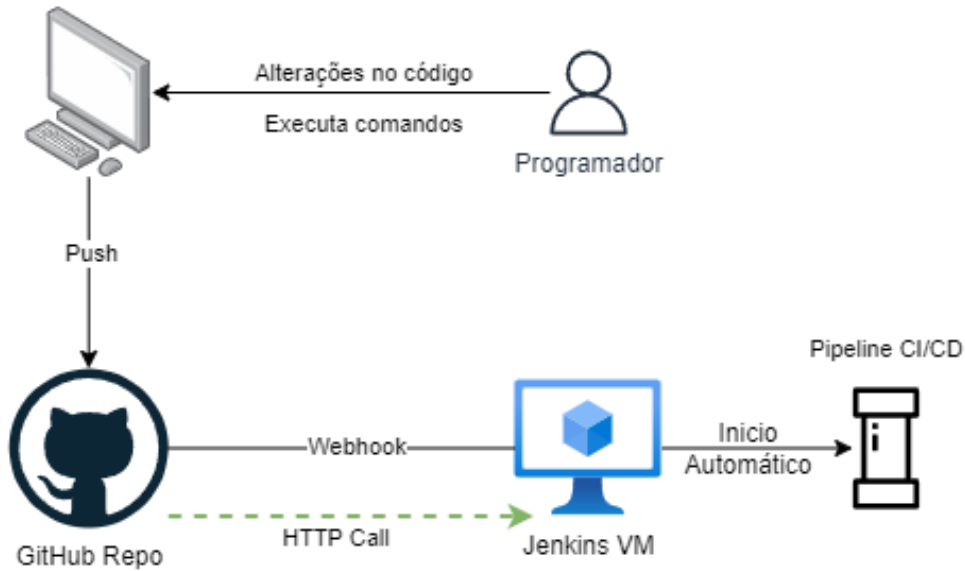 Alterações no código
Executa comandos
Programador
Push
Pipeline CI/CD
Webhook
Inicio
Automático
HTTP Call
GitHub Repo
Jenkins VM